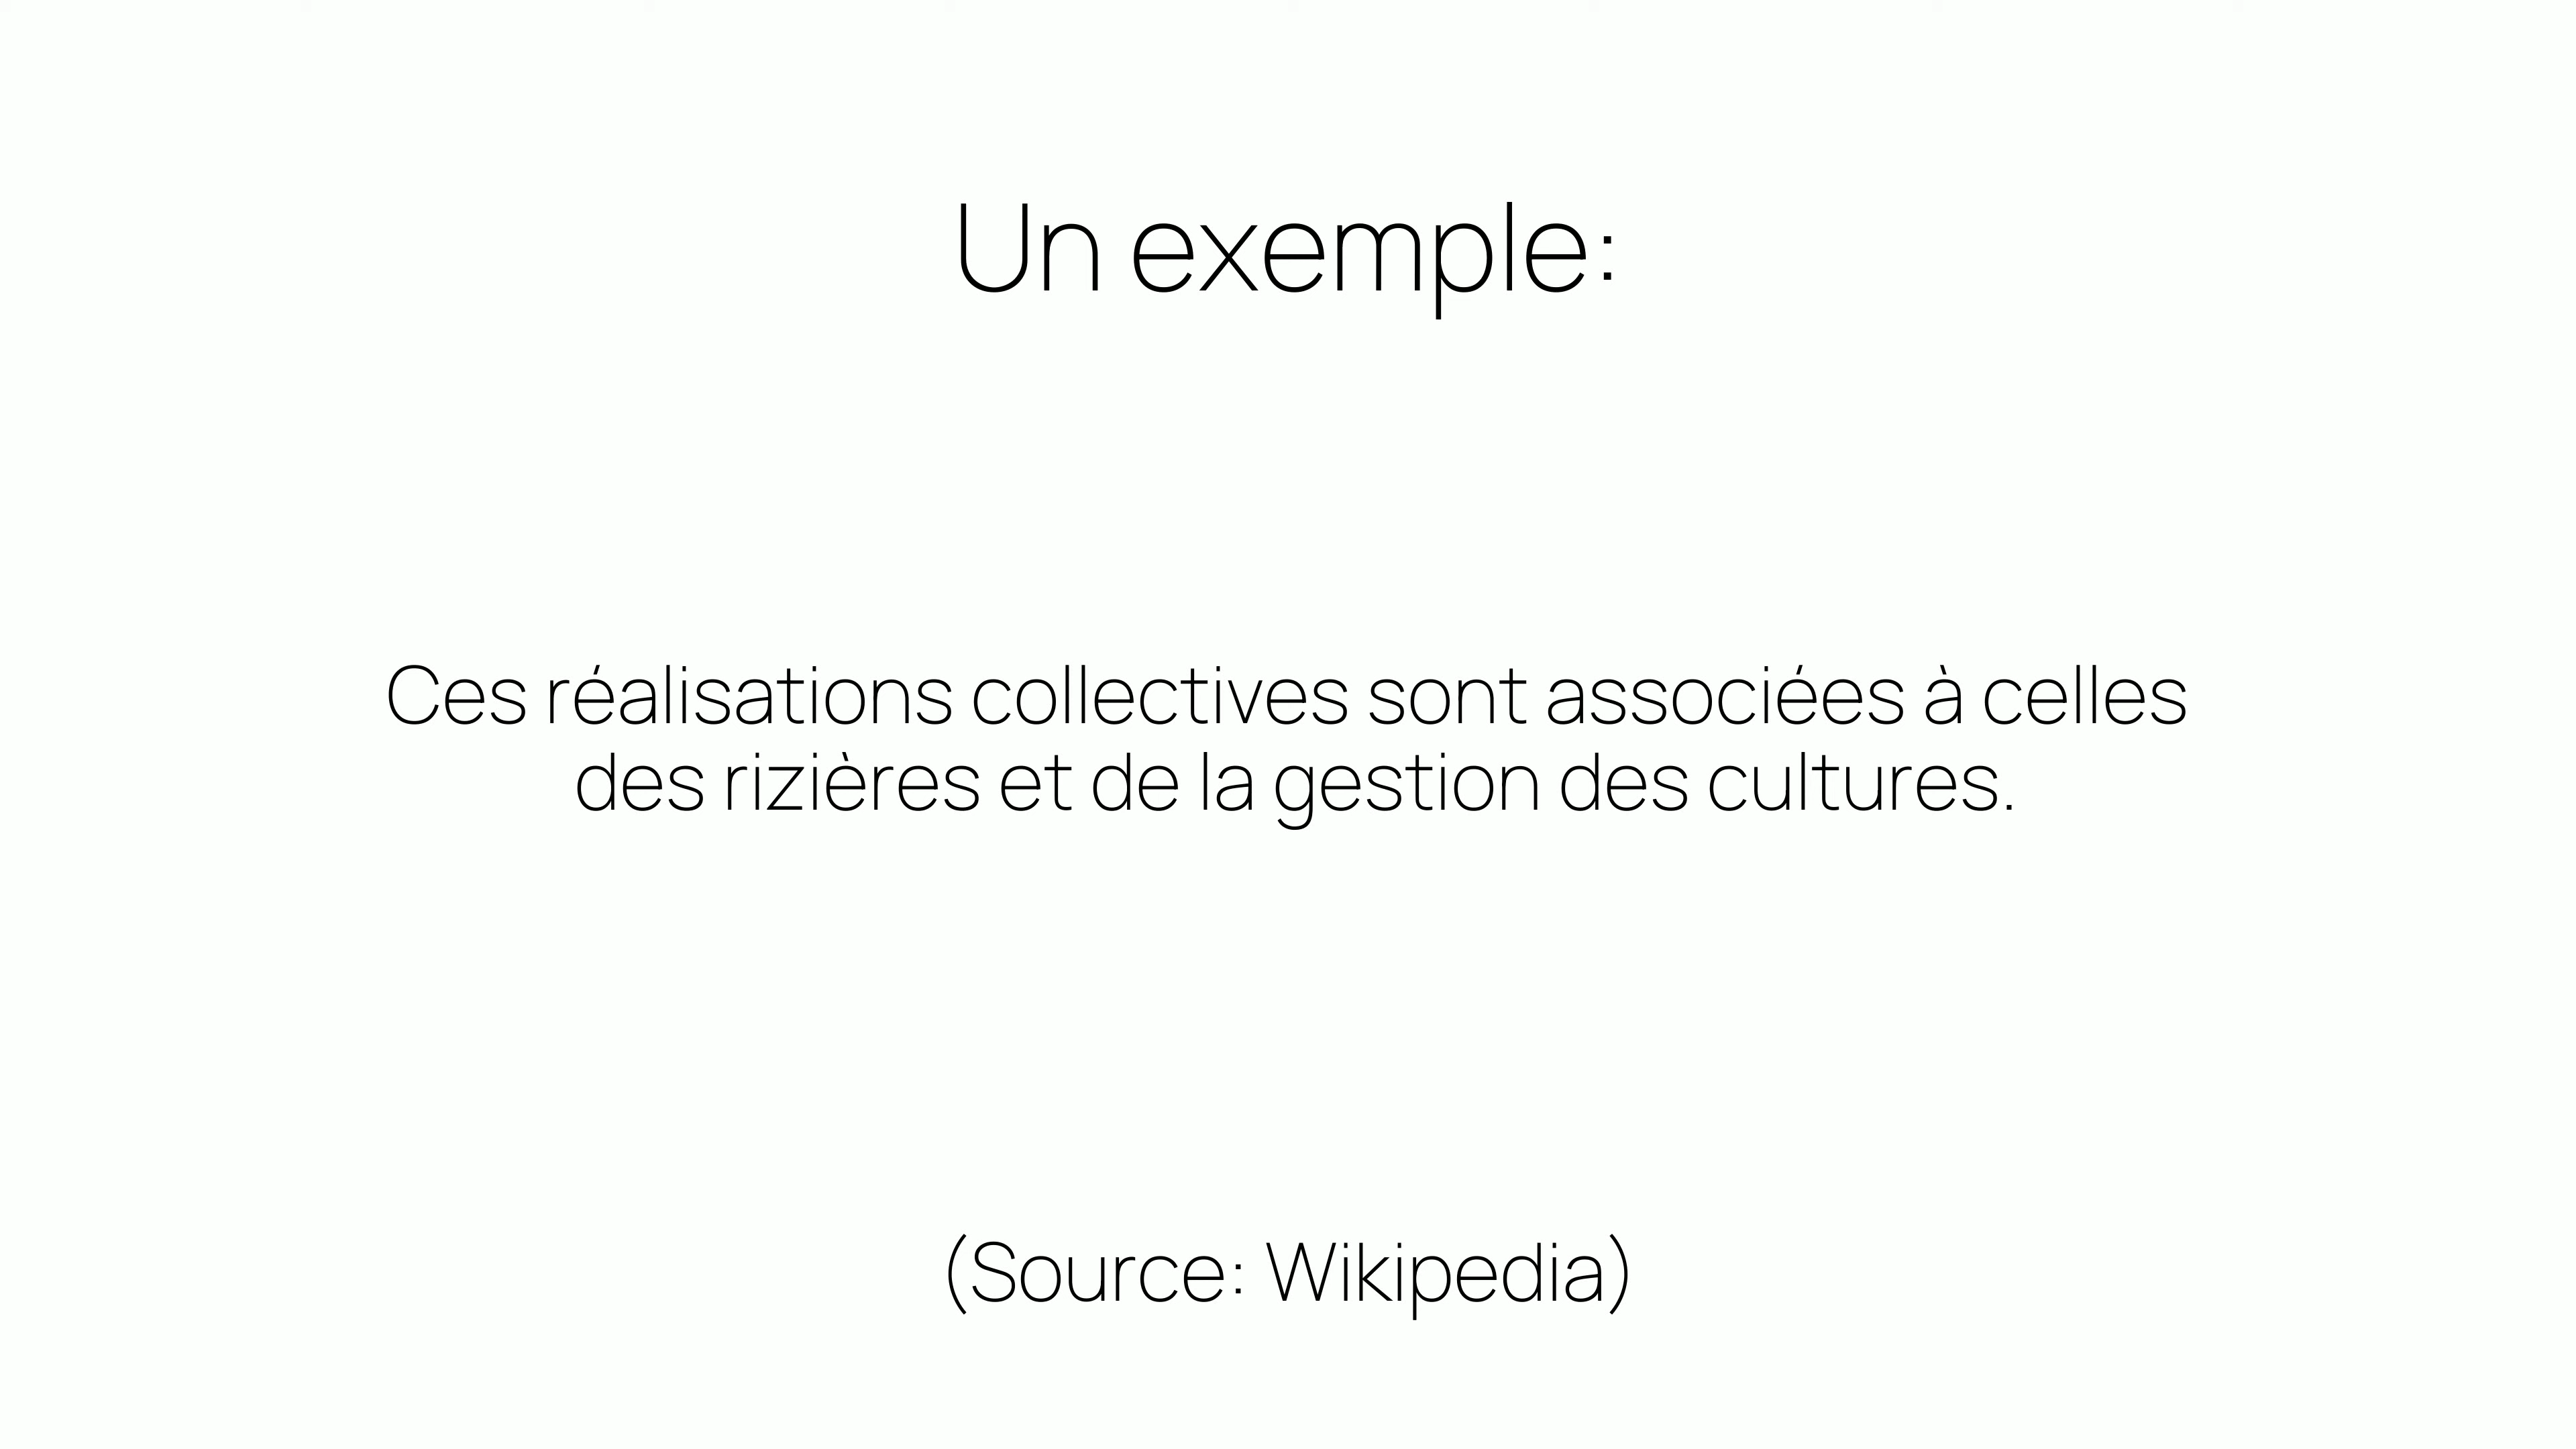 Un exemple:
Ces réalisations collectives sont associées à celles
des rizières et de la gestion des cultures.
(Source: Wikipedia)